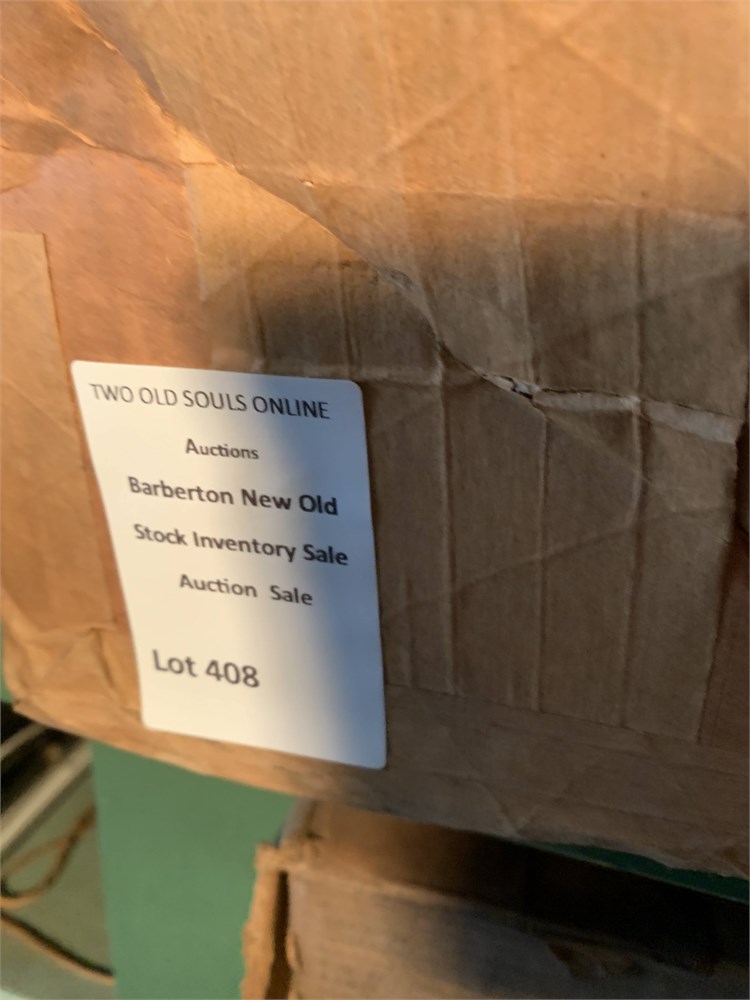 TWO OLD SOULS ONLINE
Auctions
Barberton New Old
Stock Inventory Sale
Auction Sale
Lot 408